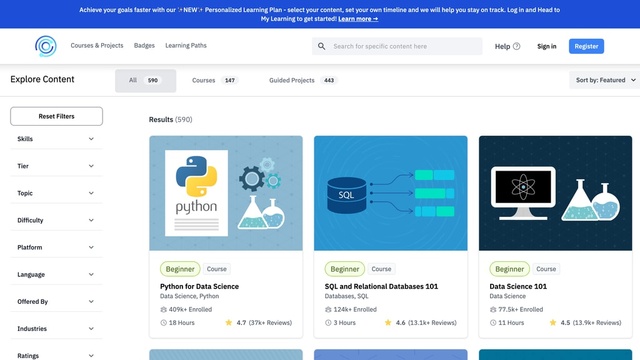 Achieve your goals faster with our ✨NEW✨ Personalized Learning Plan - select your content, set your own timeline and we will help you stay on track. Log in and Head to
My Learning to get started! Learn more →
Courses & Projects
Badges
Learning Paths
Search for specific content here
Help
Sign in
Register
Explore Content
All 590
Courses 147
Guided Projects 443
Sort by: Featured
Reset Filters
Skills
Tier
Topic
Difficulty
Platform
Language
Offered By
Industries
Ratings
Results (590)
python
Beginner Course
Python for Data Science
Data Science, Python
409k+ Enrolled
18 Hours
4.7 (37k+ Reviews)
SQL
Beginner Course
SQL and Relational Databases 101
Databases, SQL
124k+ Enrolled
3 Hours
4.6 (13.1k+ Reviews)
Beginner Course
Data Science 101
Data Science
77.5k+ Enrolled
11 Hours
4.5 (13.9k+ Reviews)